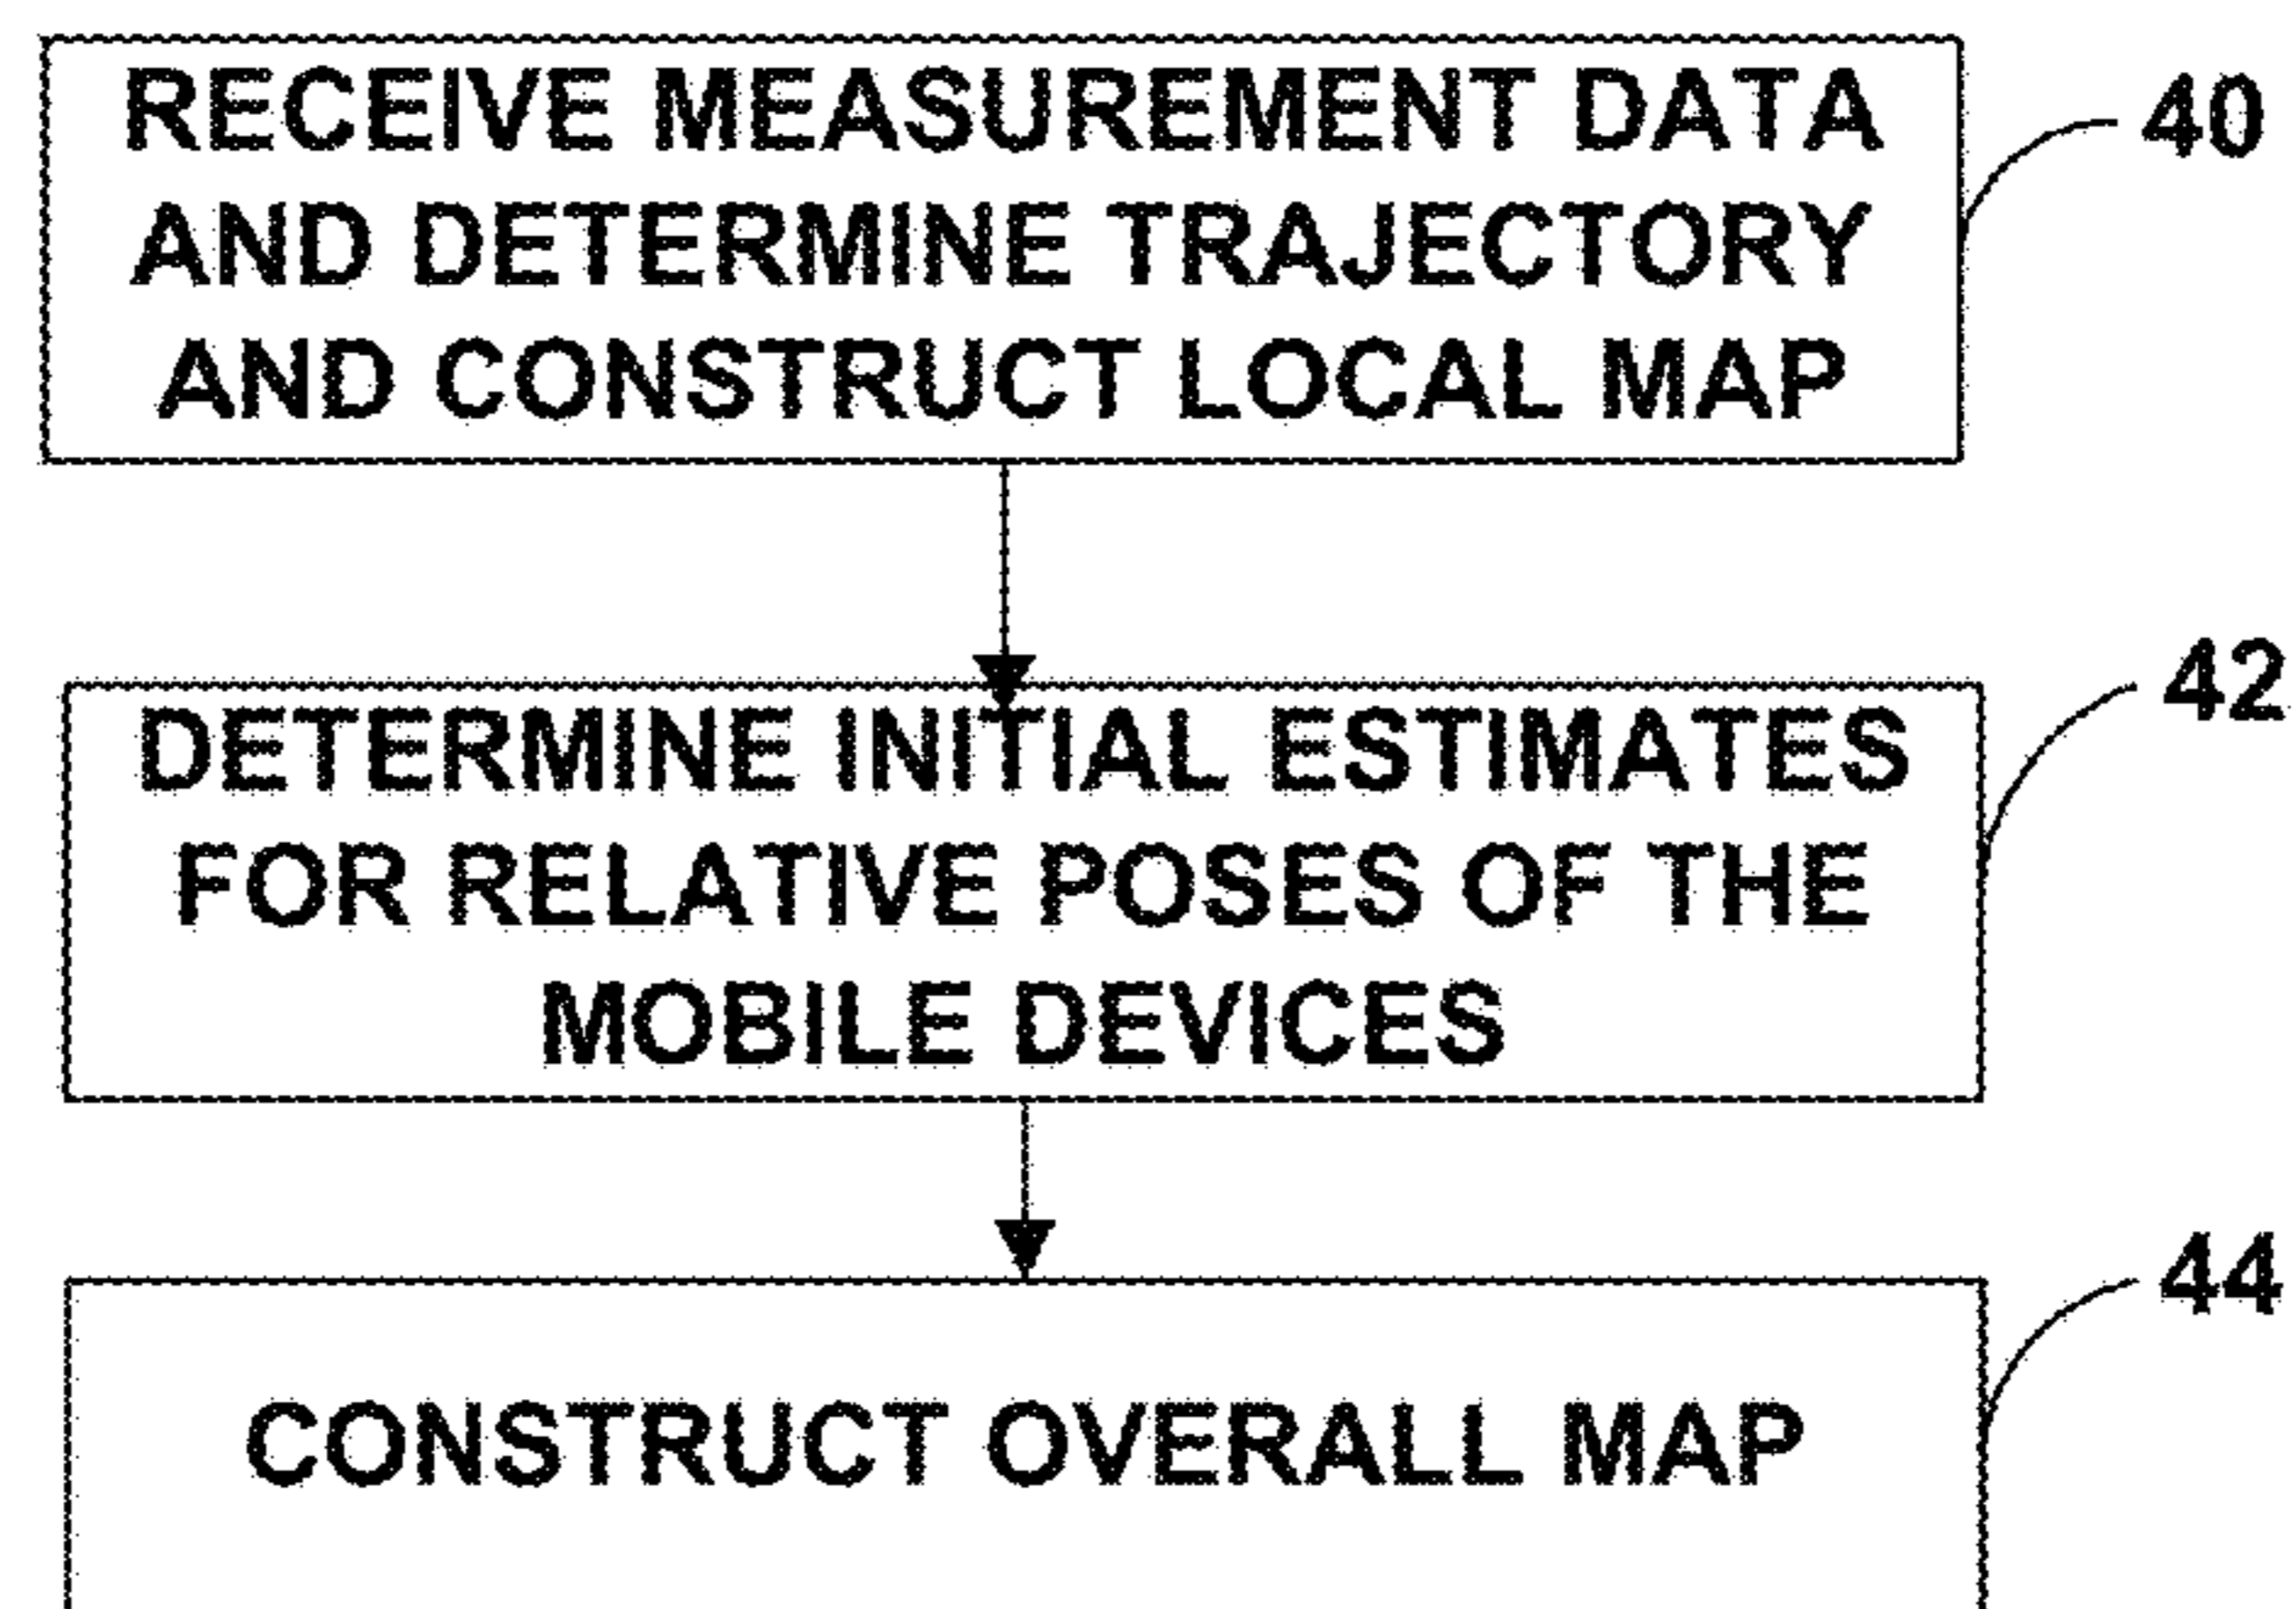 RECEIVE MEASUREMENT DATA
AND DETERMINE TRAJECTORY
AND CONSTRUCT LOCAL MAP
40
DETERMINE INITIAL ESTIMATES
FOR RELATIVE POSES OF THE
MOBILE DEVICES
42
CONSTRUCT OVERALL MAP
44